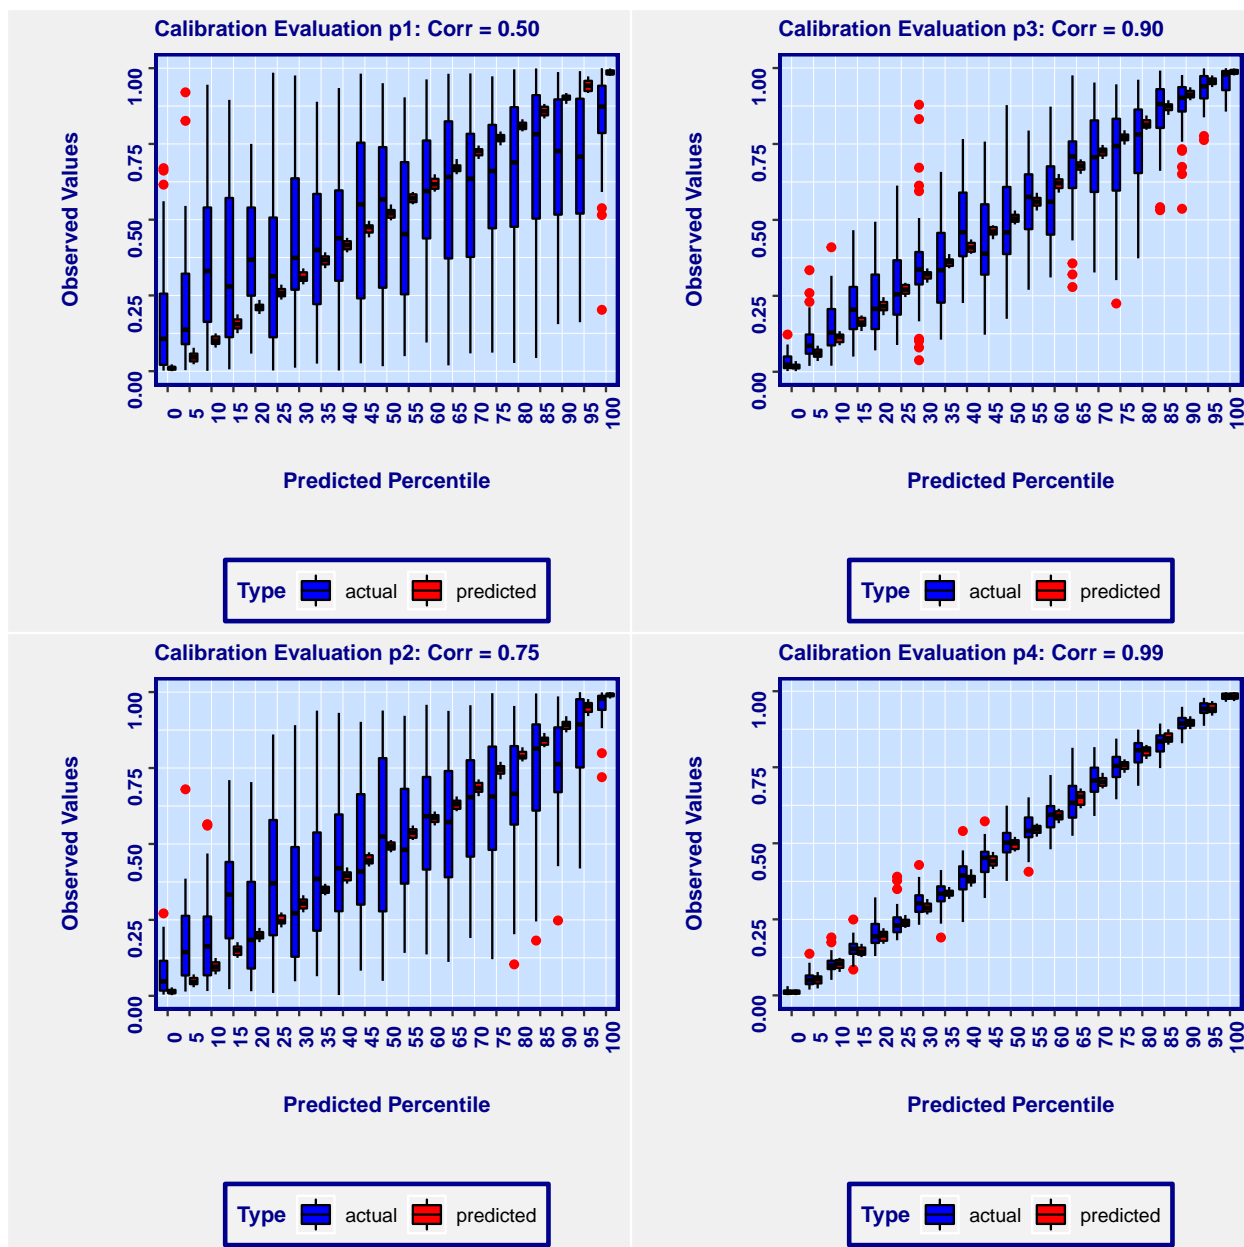 Calibration Evaluation p1: Corr = 0.50
Observed Values
1.00
0.75
0.50
0.25
0.00
0 5 10 15 20 25 30 35 40 45 50 55 60 65 70 75 80 85 90 95 100
Predicted Percentile
Type actual predicted
Calibration Evaluation p3: Corr = 0.90
Observed Values
1.00
0.75
0.50
0.25
0.00
0 5 10 15 20 25 30 35 40 45 50 55 60 65 70 75 80 85 90 95 100
Predicted Percentile
Type actual predicted
Calibration Evaluation p2: Corr = 0.75
Observed Values
1.00
0.75
0.50
0.25
0.00
0 5 10 15 20 25 30 35 40 45 50 55 60 65 70 75 80 85 90 95 100
Predicted Percentile
Type actual predicted
Calibration Evaluation p4: Corr = 0.99
Observed Values
1.00
0.75
0.50
0.25
0.00
0 5 10 15 20 25 30 35 40 45 50 55 60 65 70 75 80 85 90 95 100
Predicted Percentile
Type actual predicted